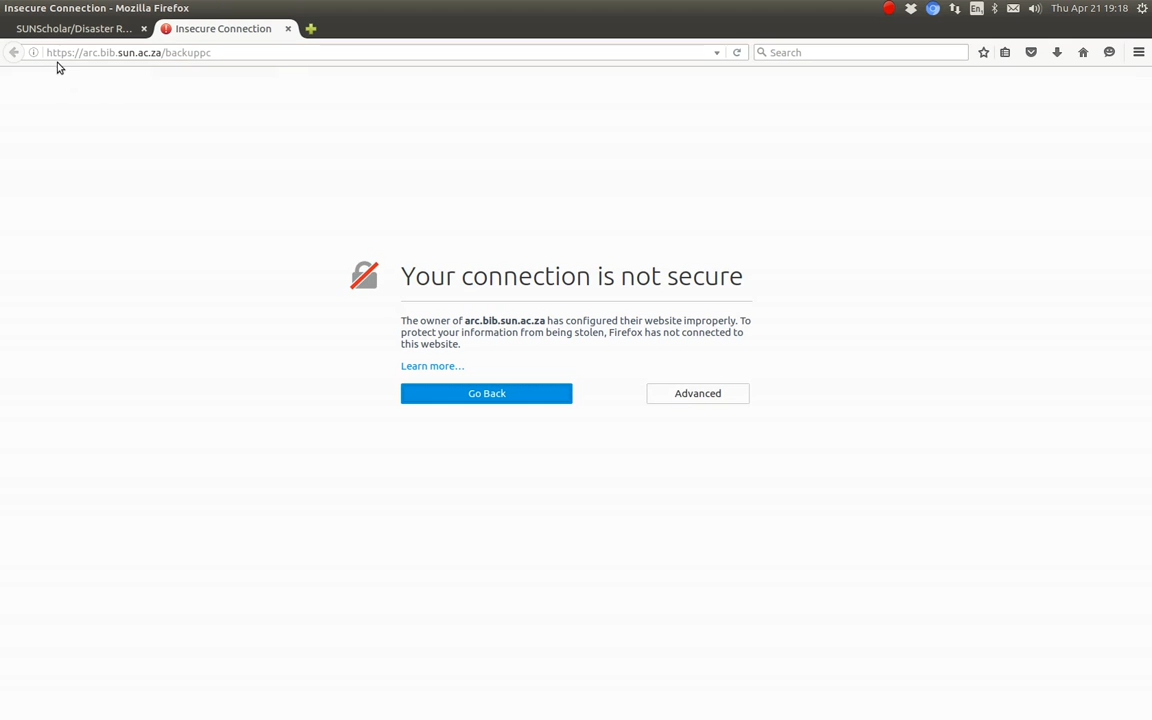 Insecure Connection - Mozilla Firefox
En
Thu Apr 21 19:18
SUNScholar/Disaster R...
Insecure Connection
https://arc.bib.sun.ac.za/backuppc
Search
Your connection is not secure
The owner of arc.bib.sun.ac.za has configured their website improperly. To
protect your information from being stolen, Firefox has not connected to
this website.
Learn more...
Go Back
Advanced